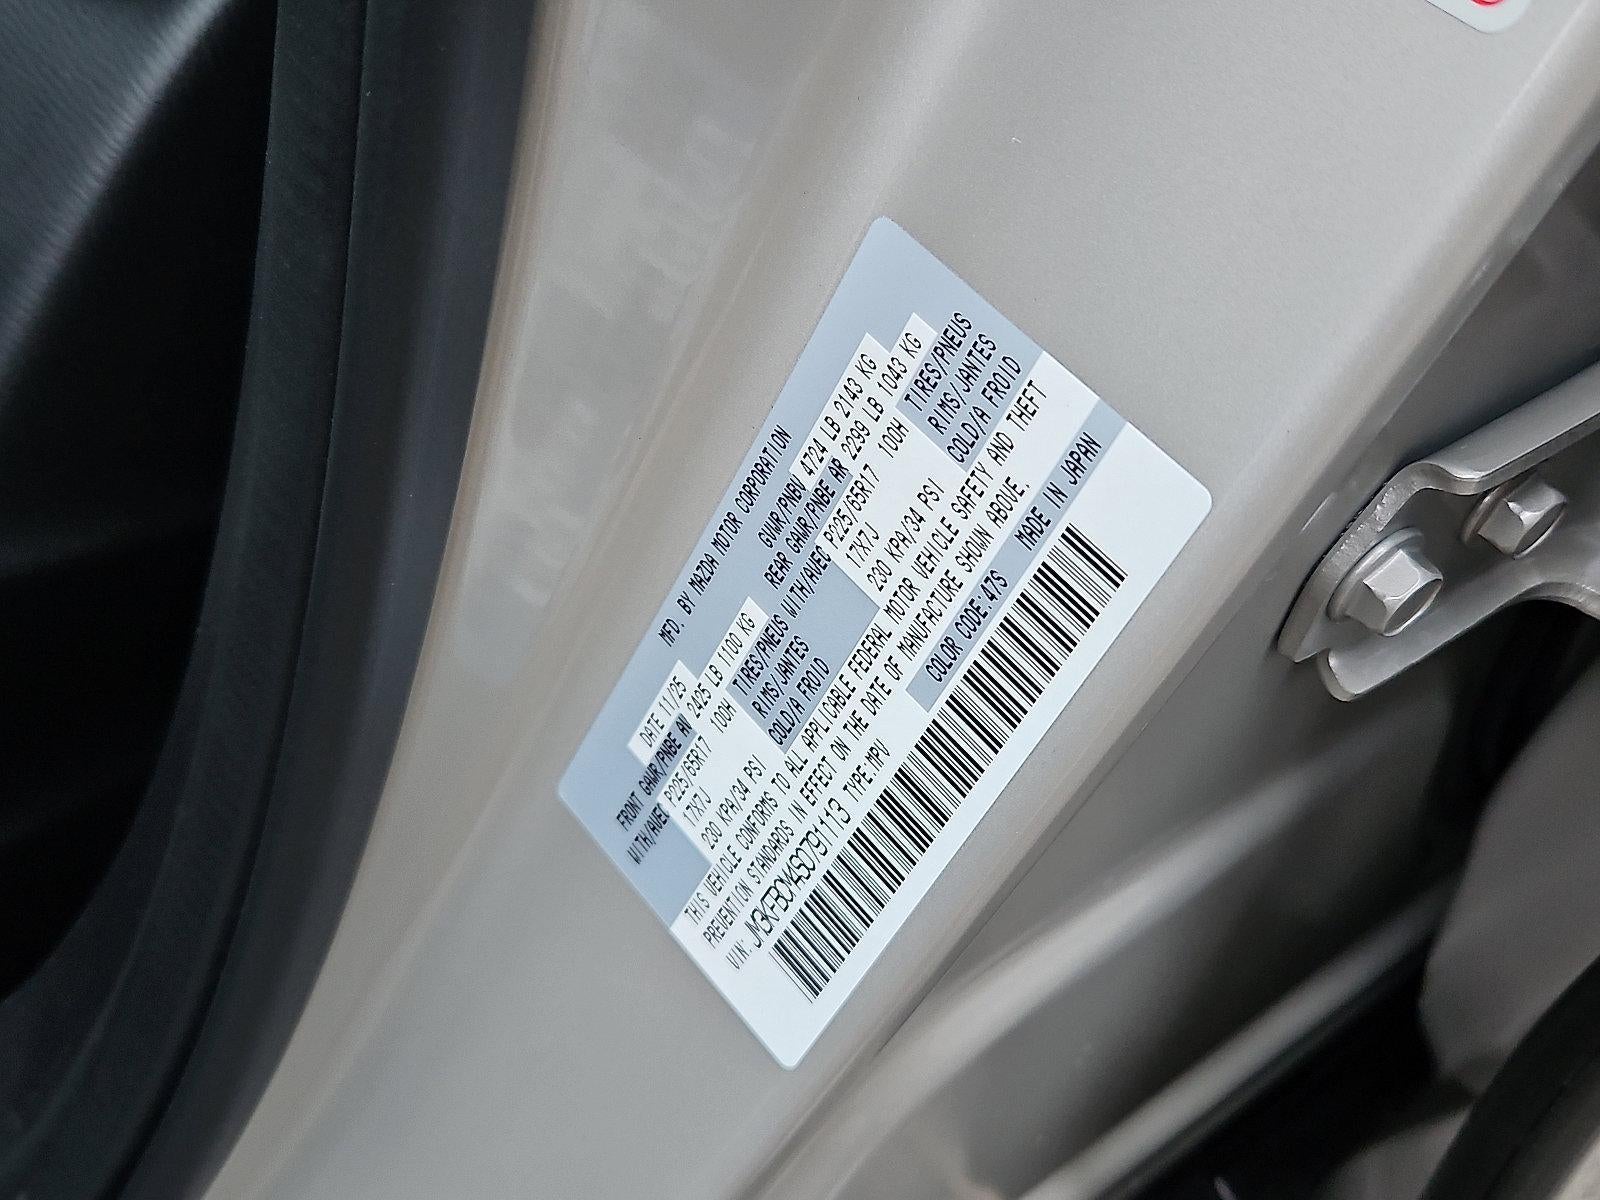 MFD. BY MAZDA MOTOR CORPORATION
DATE 11/25 GVWR/PNBV 4724 LB 2143 KG
FRONT GAWR/PNBE AV 2425 LB 1100 KG REAR GAWR/PNBE AR 2299 LB 1043 KG
WITH/AVEC P225/65R17 100H TIRES/PNEUS WITH/AVEC P225/65R17 100H TIRES/PNEUS
17X7J RIMS/JANTES 17X7J RIMS/JANTES
230 KPA/34 PSI COLD/A FROID 230 KPA/34 PSI COLD/A FROID
THIS VEHICLE CONFORMS TO ALL APPLICABLE FEDERAL MOTOR VEHICLE SAFETY AND THEFT
PREVENTION STANDARDS IN EFFECT ON THE DATE OF MANUFACTURE SHOWN ABOVE.
VIN: JM3KFBCM4S0791113 TYPE:MPV COLOR CODE:47S MADE IN JAPAN